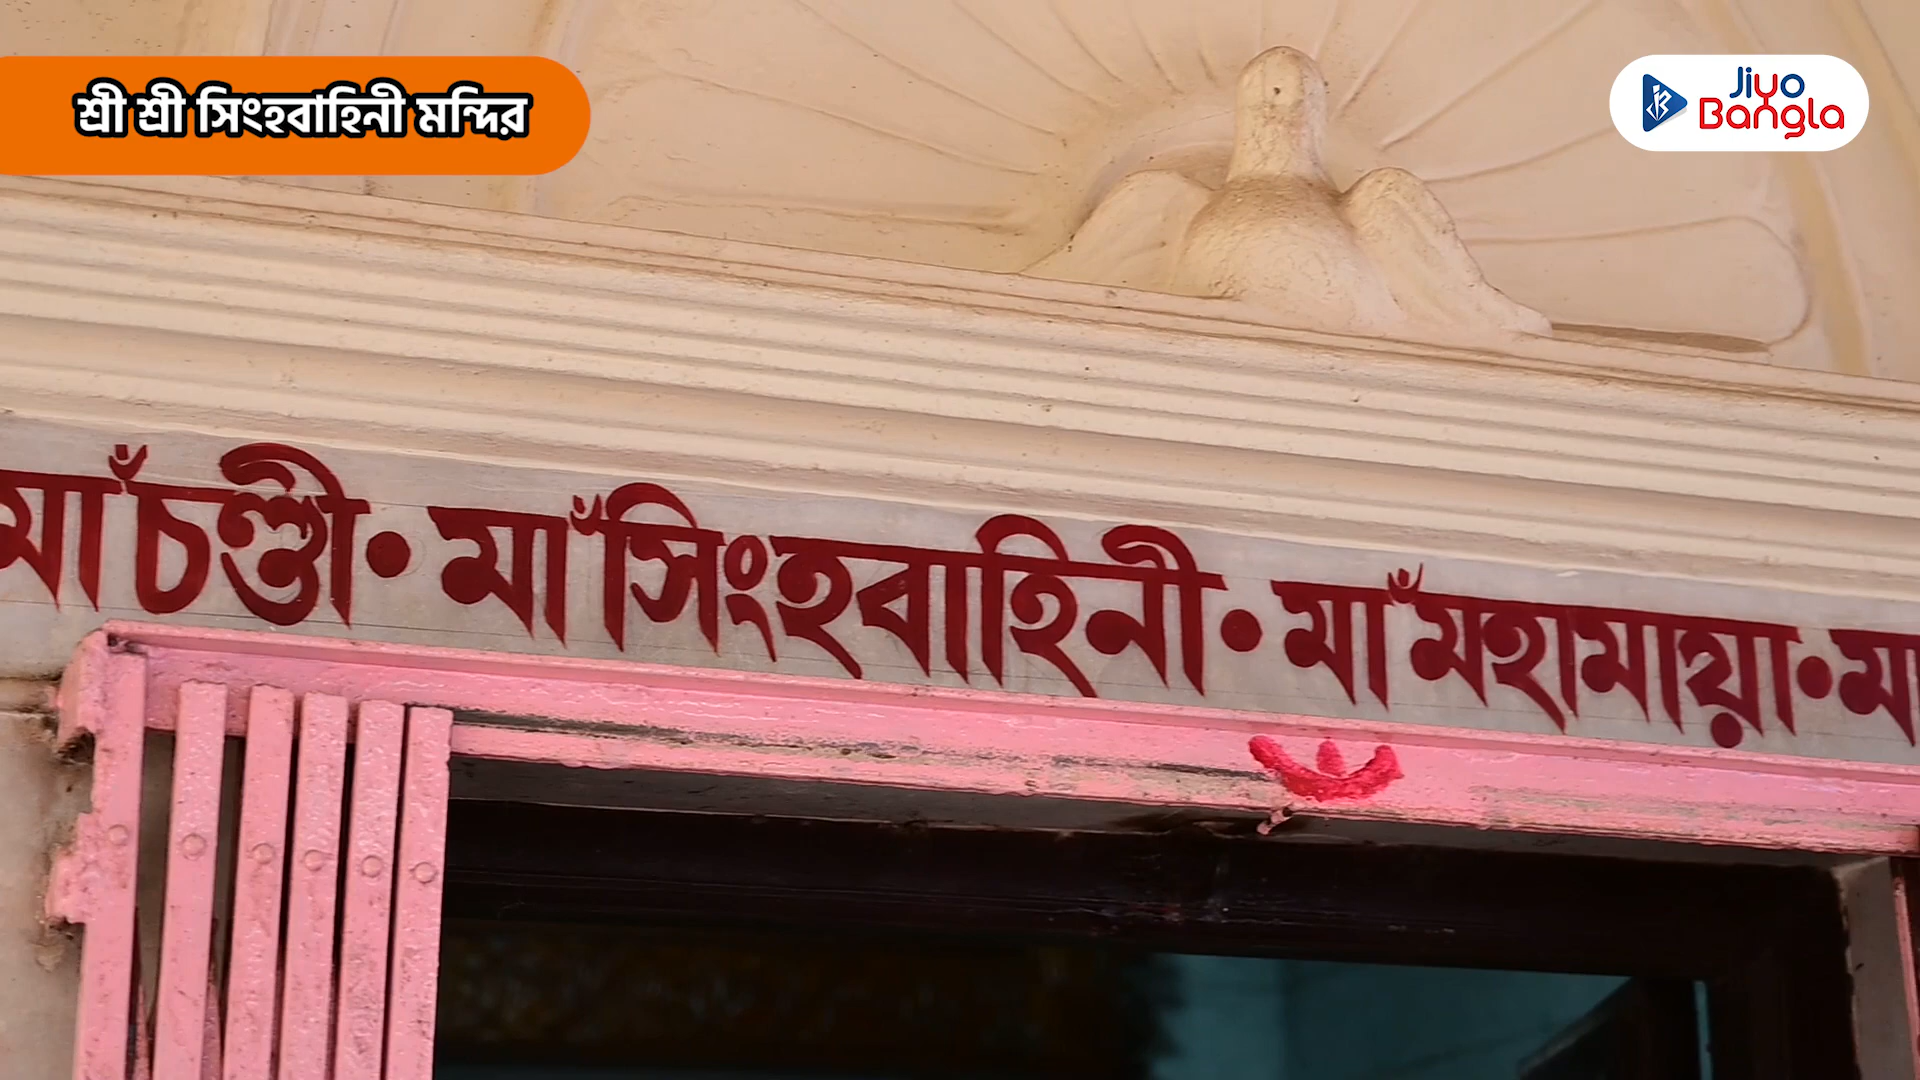 শ্রী শ্রী সিংহবাহিনী মন্দির
Jiyo
Bangla
মাঁ চণ্ডী • মাঁ সিংহবাহিনী • মাঁ মহামায়া •